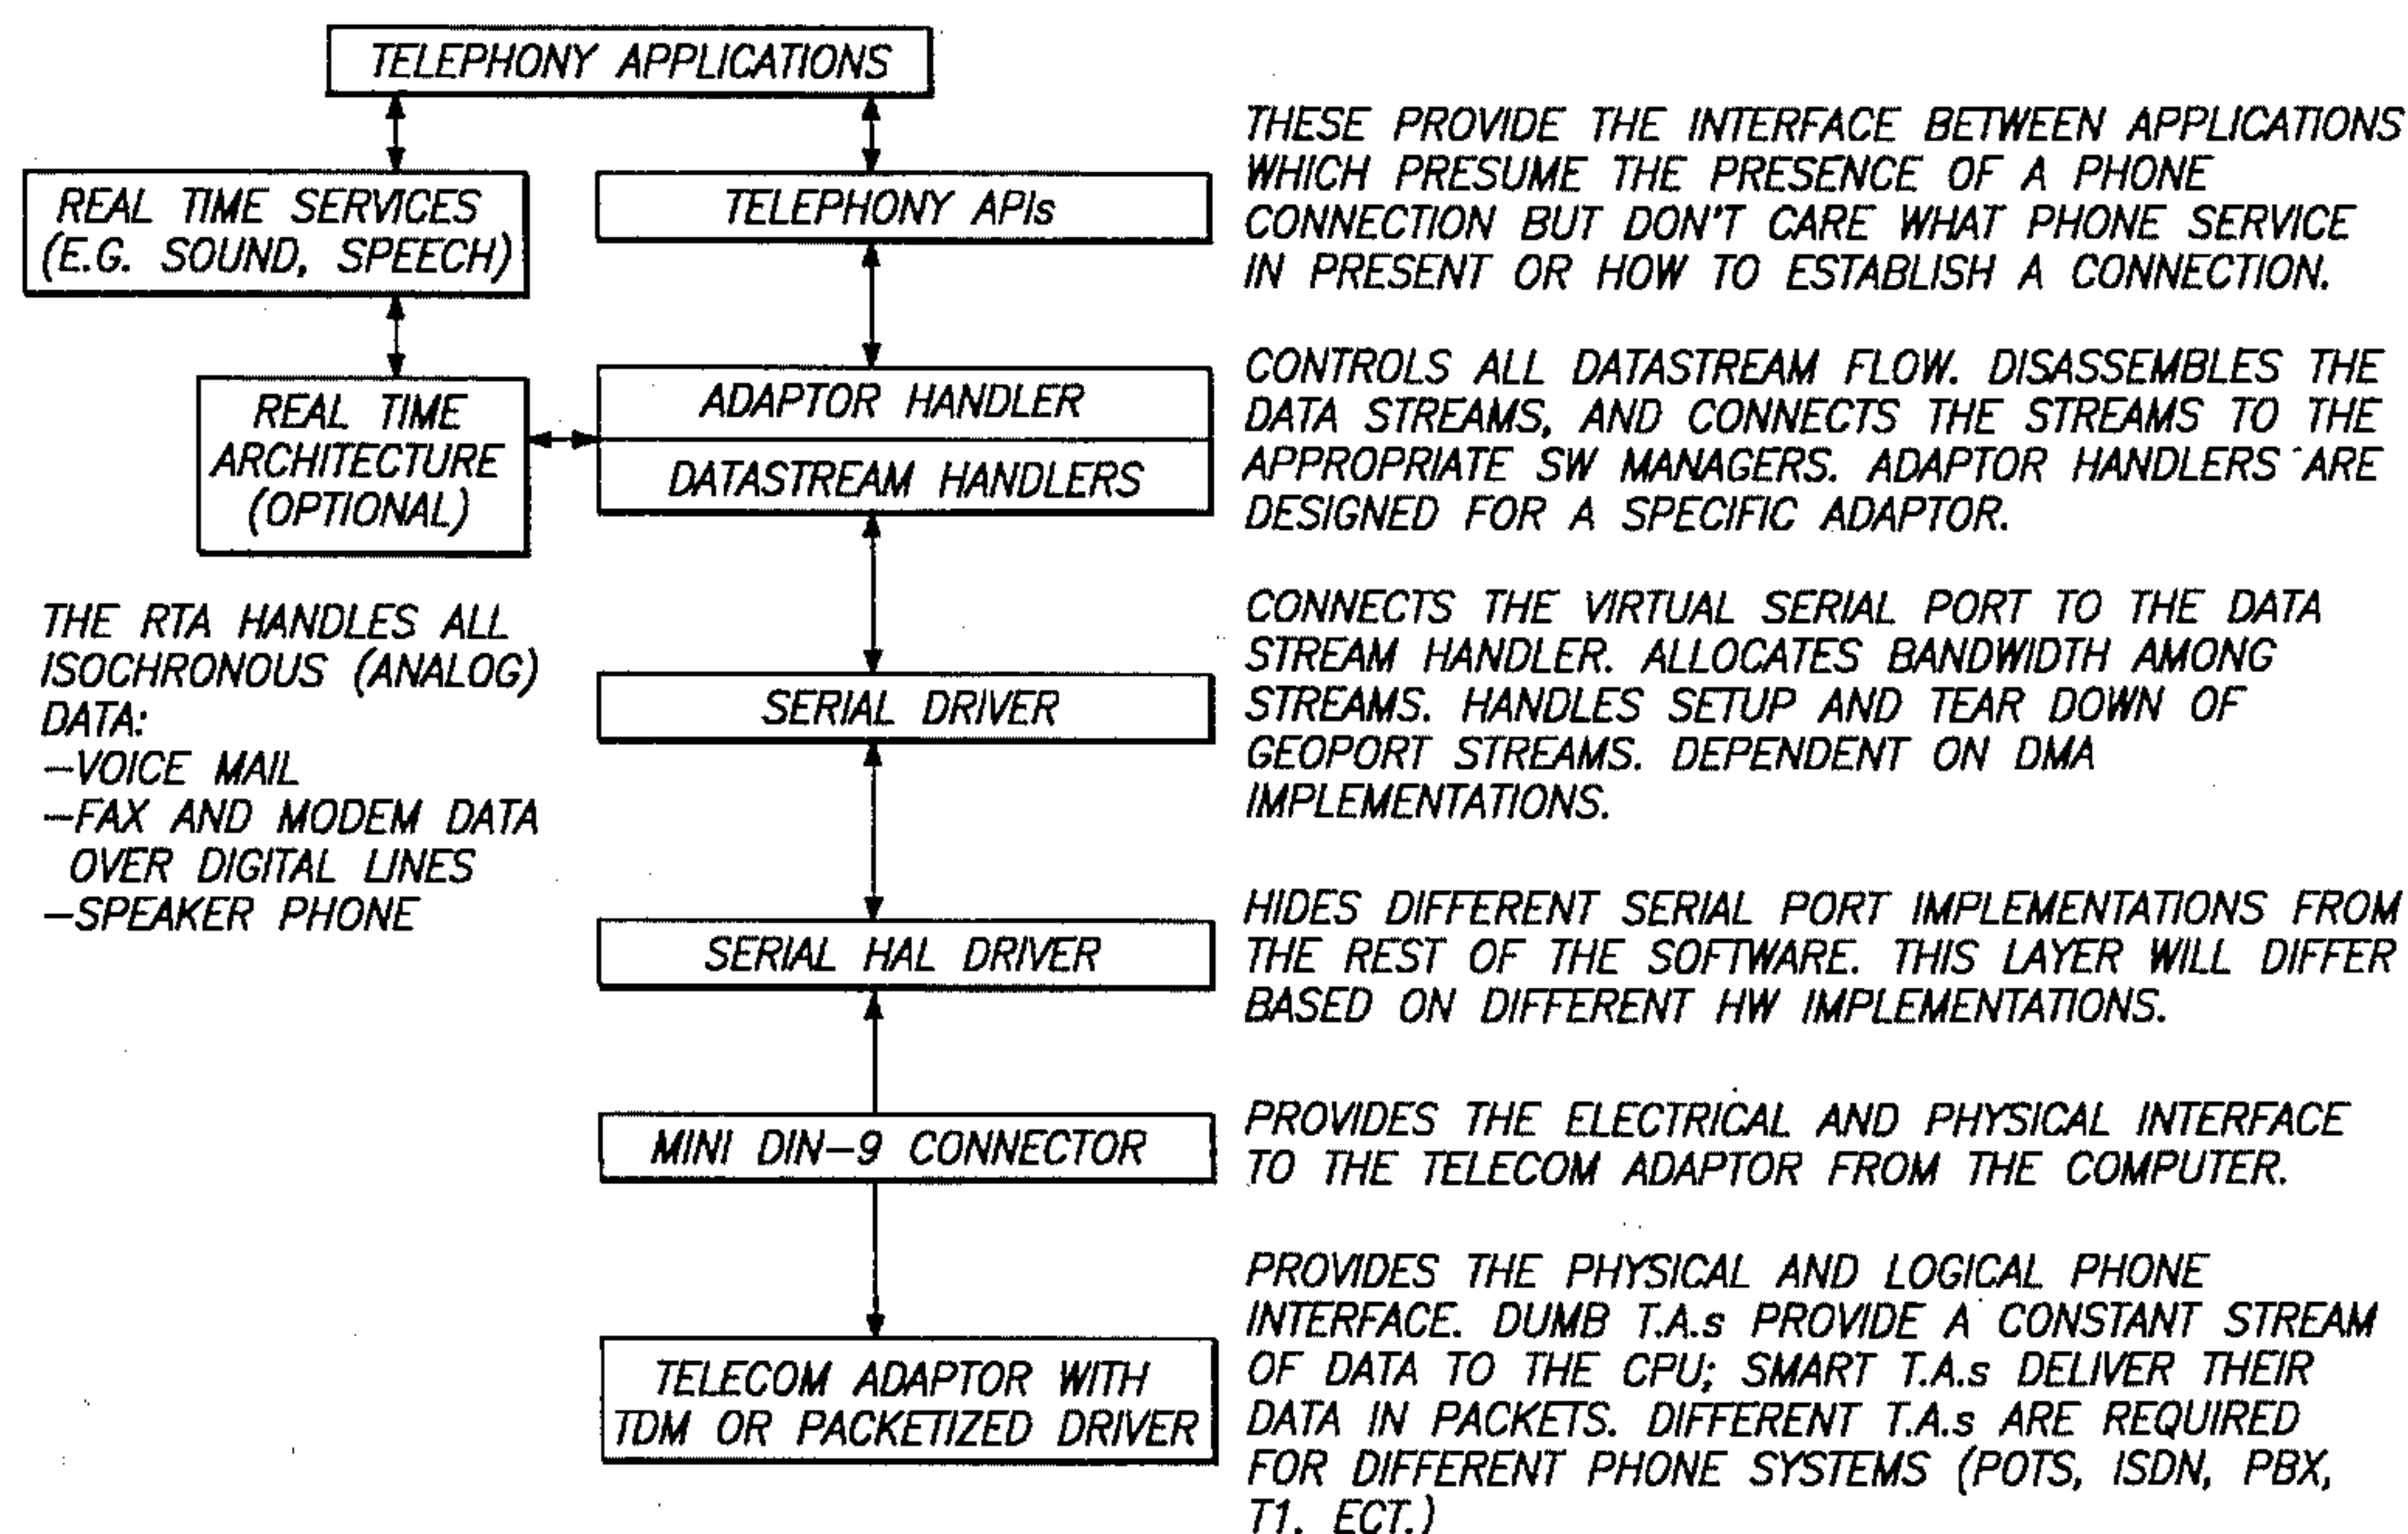 TELEPHONY APPLICATIONS
REAL TIME SERVICES
(E.G. SOUND, SPEECH)
TELEPHONY APIs
THESE PROVIDE THE INTERFACE BETWEEN APPLICATIONS
WHICH PRESUME THE PRESENCE OF A PHONE
CONNECTION BUT DON'T CARE WHAT PHONE SERVICE
IN PRESENT OR HOW TO ESTABLISH A CONNECTION.
REAL TIME
ARCHITECTURE
(OPTIONAL)
ADAPTOR HANDLER
DATASTREAM HANDLERS
CONTROLS ALL DATASTREAM FLOW. DISASSEMBLES THE
DATA STREAMS, AND CONNECTS THE STREAMS TO THE
APPROPRIATE SW MANAGERS. ADAPTOR HANDLERS ARE
DESIGNED FOR A SPECIFIC ADAPTOR.
THE RTA HANDLES ALL
ISOCHRONOUS (ANALOG)
DATA:
–VOICE MAIL
–FAX AND MODEM DATA
OVER DIGITAL LINES
–SPEAKER PHONE
SERIAL DRIVER
CONNECTS THE VIRTUAL SERIAL PORT TO THE DATA
STREAM HANDLER. ALLOCATES BANDWIDTH AMONG
STREAMS. HANDLES SETUP AND TEAR DOWN OF
GEOPORT STREAMS. DEPENDENT ON DMA
IMPLEMENTATIONS.
SERIAL HAL DRIVER
HIDES DIFFERENT SERIAL PORT IMPLEMENTATIONS FROM
THE REST OF THE SOFTWARE. THIS LAYER WILL DIFFER
BASED ON DIFFERENT HW IMPLEMENTATIONS.
MINI DIN–9 CONNECTOR
PROVIDES THE ELECTRICAL AND PHYSICAL INTERFACE
TO THE TELECOM ADAPTOR FROM THE COMPUTER.
TELECOM ADAPTOR WITH
TDM OR PACKETIZED DRIVER
PROVIDES THE PHYSICAL AND LOGICAL PHONE
INTERFACE. DUMB T.A.s PROVIDE A CONSTANT STREAM
OF DATA TO THE CPU; SMART T.A.s DELIVER THEIR
DATA IN PACKETS. DIFFERENT T.A.s ARE REQUIRED
FOR DIFFERENT PHONE SYSTEMS (POTS, ISDN, PBX,
T1, ECT.)